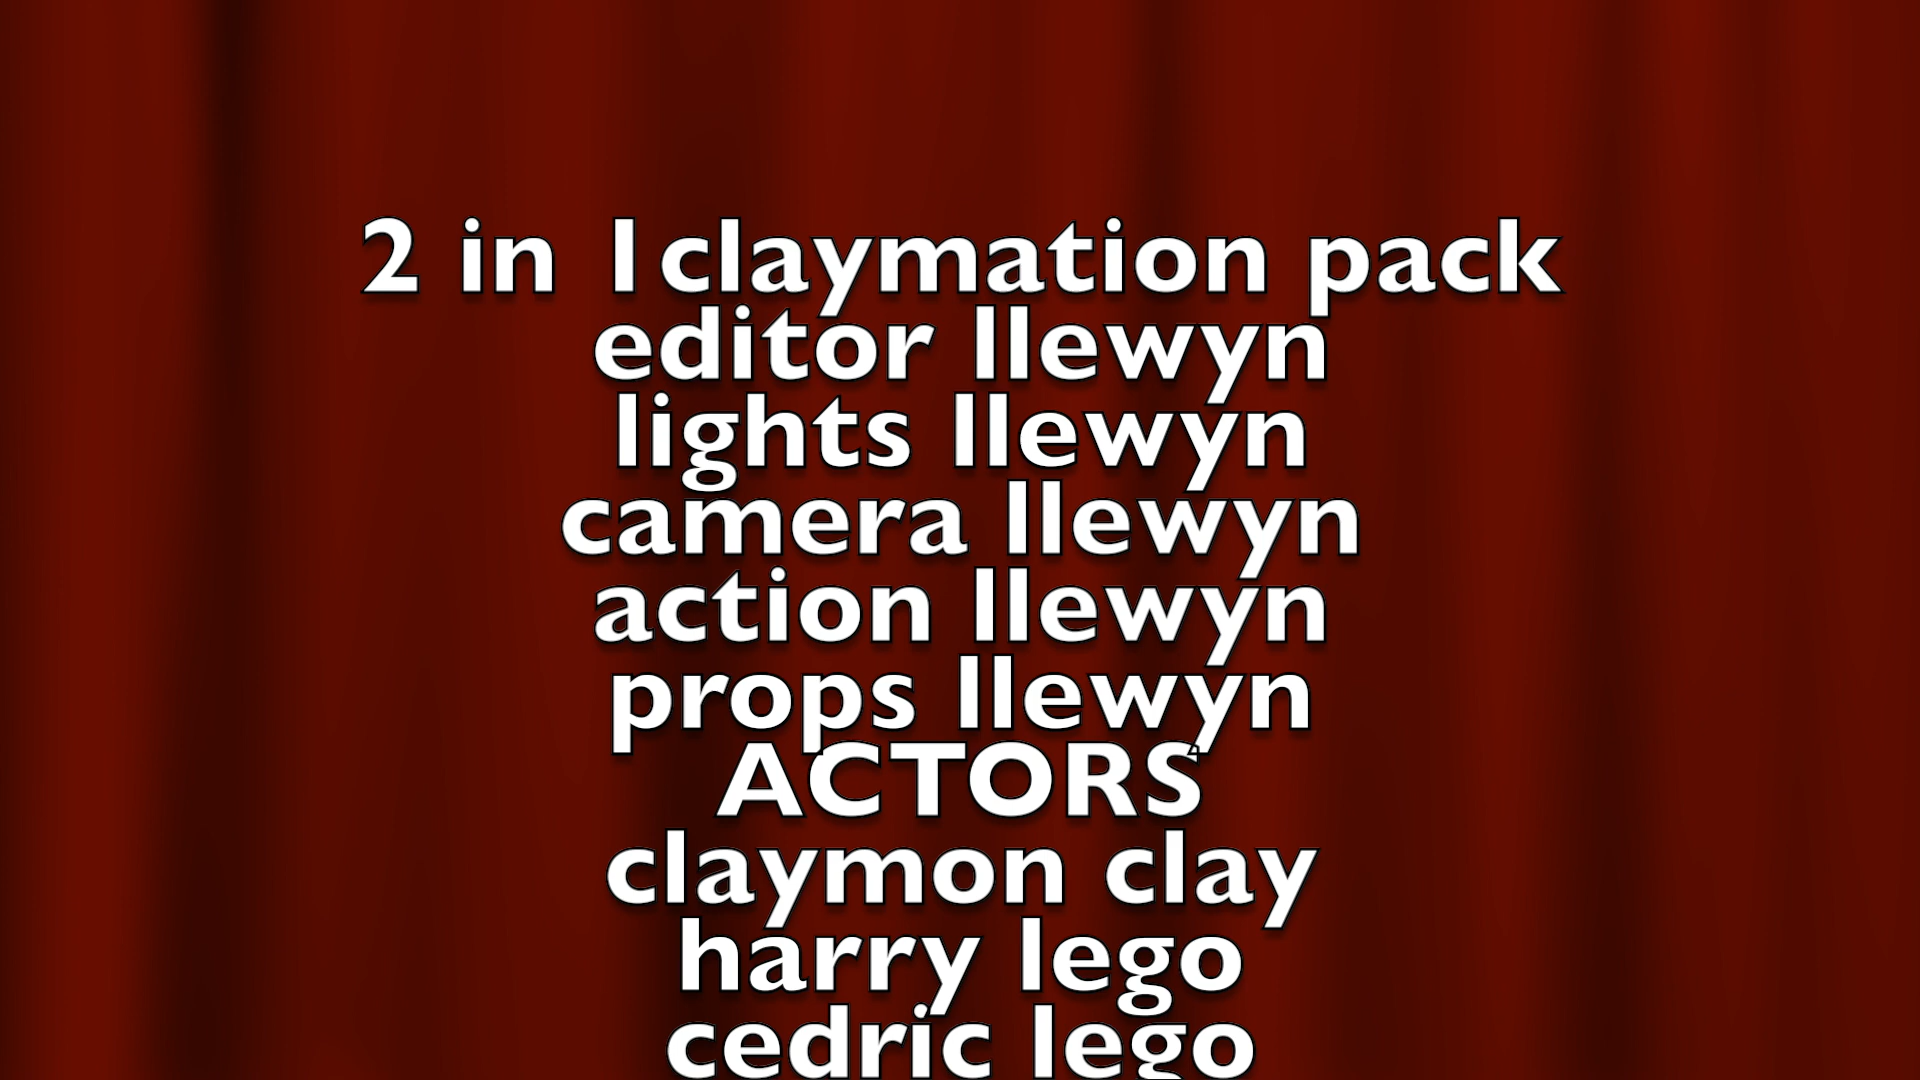 2 in 1claymation pack
editor llewyn
lights llewyn
camera llewyn
action llewyn
props llewyn
ACTORS
claymon clay
harry lego
cedric lego